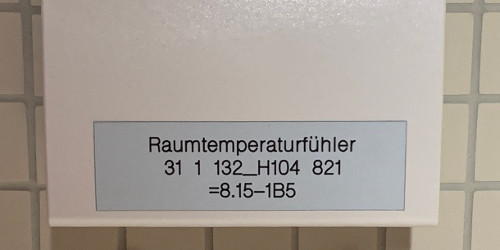 Raumtemperaturfühler
31 1 132_H104 821
=8.15-1B5